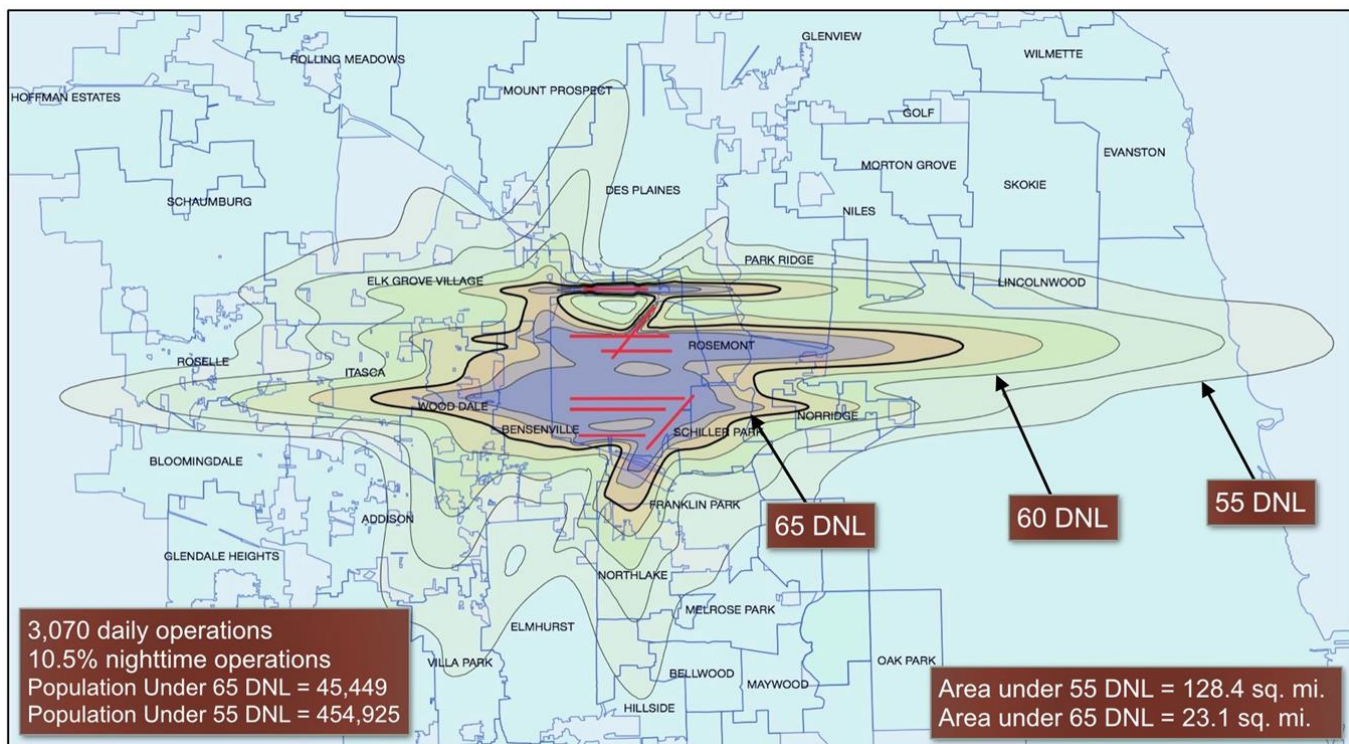 GLENVIEW
WILMETTE
ROLLING MEADOWS
MOUNT PROSPECT
HOFFMAN ESTATES
GOLF
EVANSTON
MORTON GROVE
SKOKIE
DES PLAINES
SCHAUMBURG
NILES
PARK RIDGE
ELK GROVE VILLAGE
LINCOLNWOOD
ROSEMONT
ROSELLE
ITASCA
WOOD DALE
NORRIDGE
BENSENVILLE
SCHILLER PARK
BLOOMINGDALE
FRANKLIN PARK
55 DNL
60 DNL
65 DNL
ADDISON
GLENDALE HEIGHTS
NORTHLAKE
MELROSE PARK
ELMHURST
VILLA PARK
OAK PARK
BELLWOOD
MAYWOOD
HILLSIDE
3,070 daily operations
10.5% nighttime operations
Population Under 65 DNL = 45,449
Population Under 55 DNL = 454,925
Area under 55 DNL = 128.4 sq. mi.
Area under 65 DNL = 23.1 sq. mi.